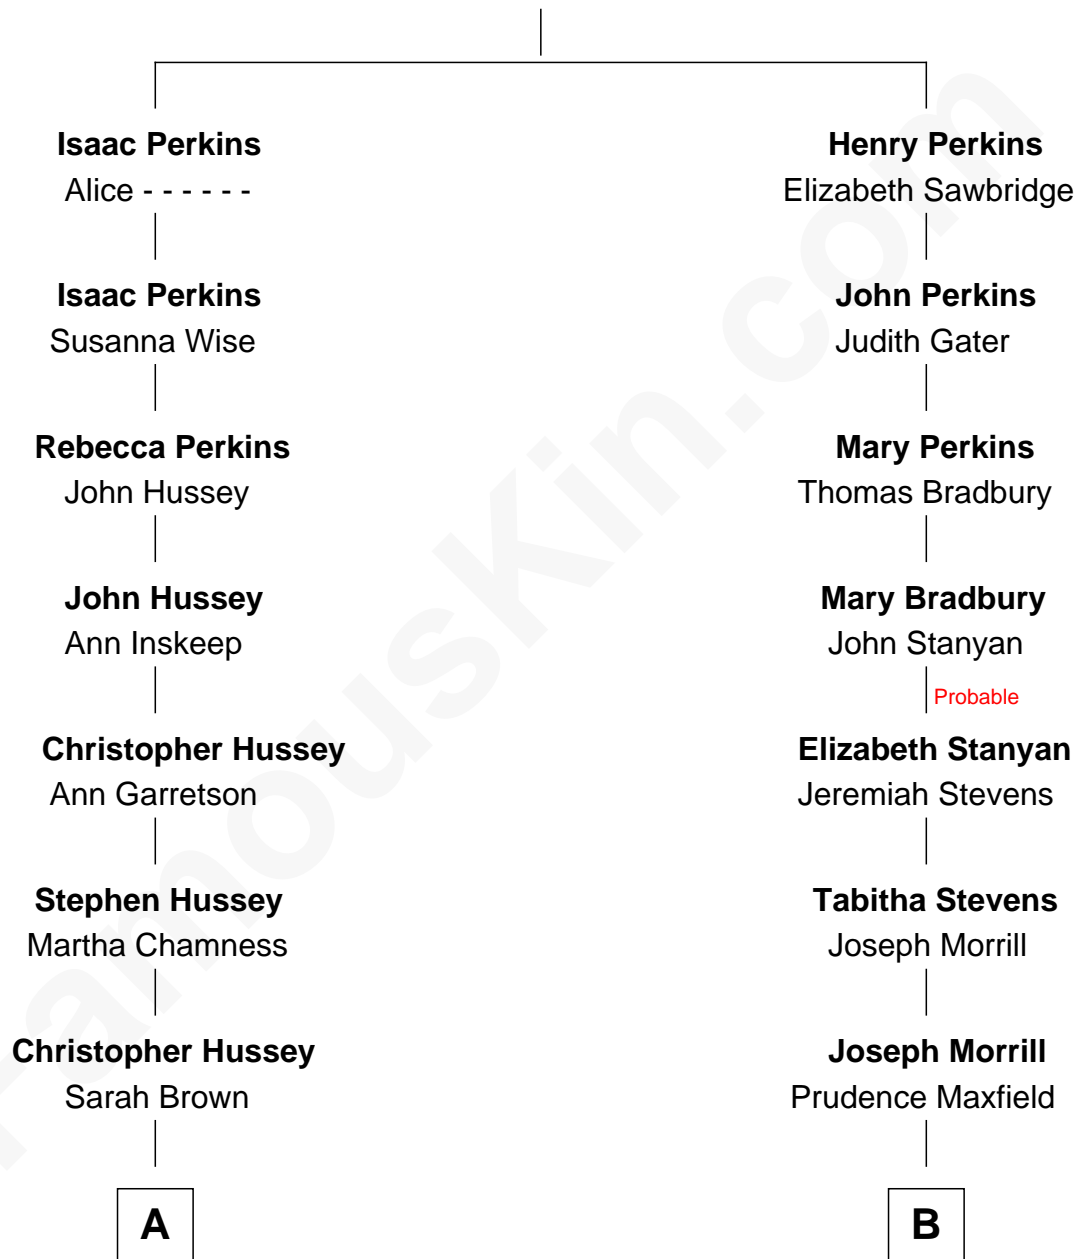 Isaac Perkins
Alice - - - - - -
Henry Perkins
Elizabeth Sawbridge
Isaac Perkins
Susanna Wise
John Perkins
Judith Gater
Rebecca Perkins
John Hussey
Mary Perkins
Thomas Bradbury
John Hussey
Ann Inskeep
Mary Bradbury
John Stanyan
Probable
Christopher Hussey
Ann Garretson
Elizabeth Stanyan
Jeremiah Stevens
Stephen Hussey
Martha Chamness
Tabitha Stevens
Joseph Morrill
Christopher Hussey
Sarah Brown
Joseph Morrill
Prudence Maxfield
A
B
FamousKin.com